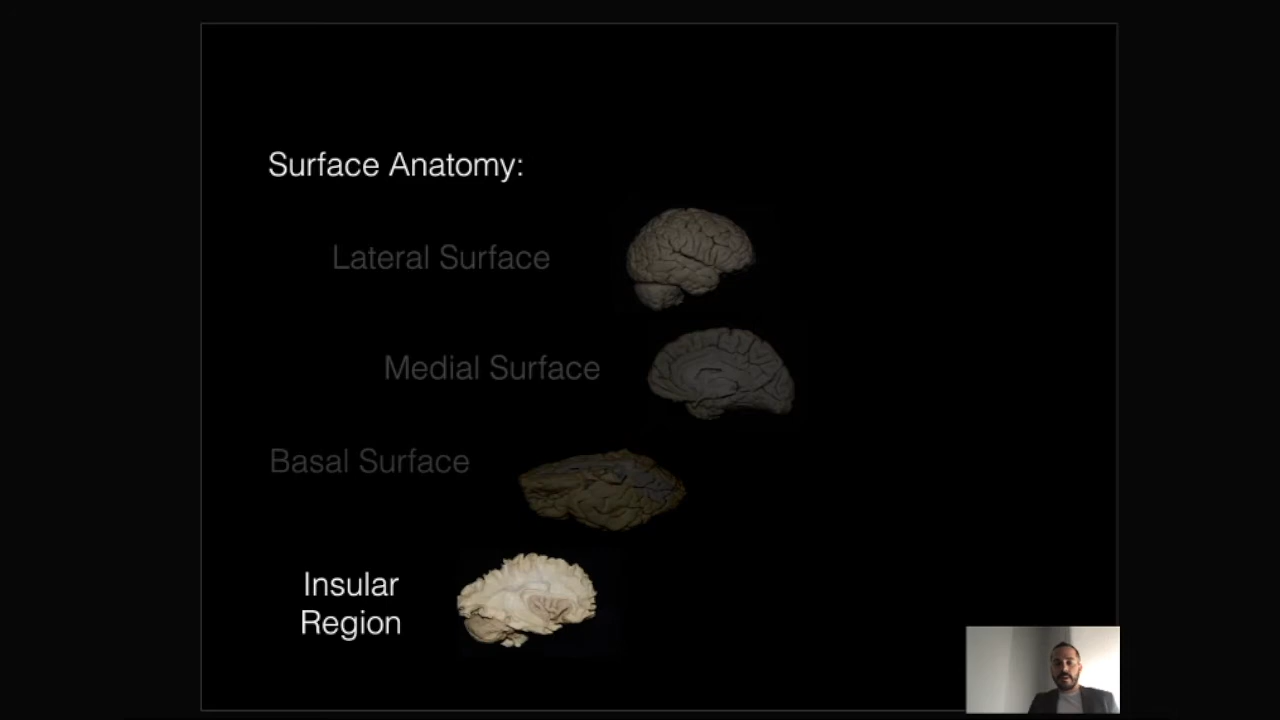 Surface Anatomy:
Lateral Surface
Medial Surface
Basal Surface
Insular
Region